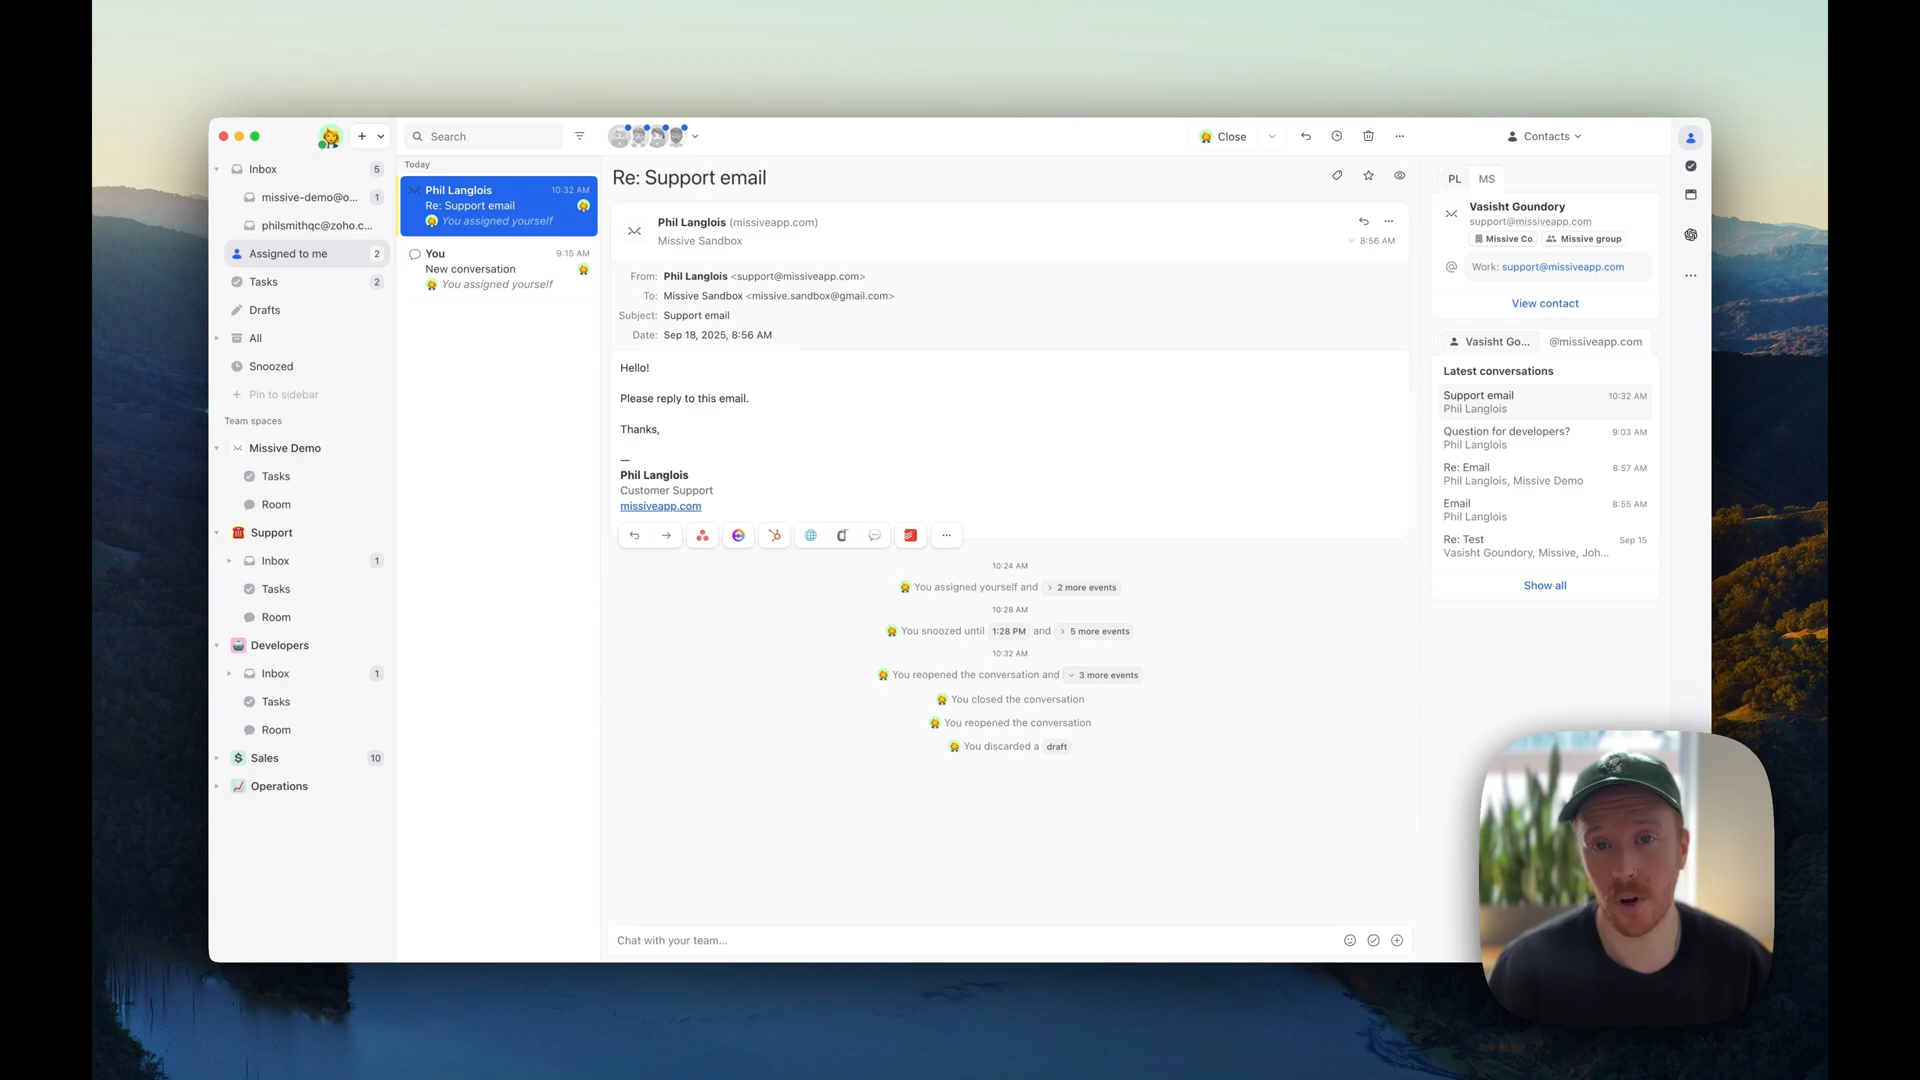 Inbox 5
missive-demo@o... 1
philsmithqc@zoho.c...
Assigned to me 2
Tasks 2
Drafts
All
Snoozed
Pin to sidebar
Team spaces
Missive Demo
Tasks
Room
Support
Inbox 1
Tasks
Room
Developers
Inbox 1
Tasks
Room
Sales 10
Operations
Search
Today
Phil Langlois 10:32 AM
Re: Support email
You assigned yourself
You 9:15 AM
New conversation
You assigned yourself
Close
Re: Support email
Phil Langlois (missiveapp.com)
Missive Sandbox
8:56 AM
From: Phil Langlois <support@missiveapp.com>
To: Missive Sandbox <missive.sandbox@gmail.com>
Subject: Support email
Date: Sep 18, 2025, 8:56 AM
Hello!
Please reply to this email.
Thanks,
—
Phil Langlois
Customer Support
missiveapp.com
10:24 AM
You assigned yourself and 2 more events
10:28 AM
You snoozed until 1:28 PM and 5 more events
10:32 AM
You reopened the conversation and 3 more events
You closed the conversation
You reopened the conversation
You discarded a draft
Chat with your team...
Contacts
PL MS
Vasisht Goundory
support@missiveapp.com
Missive Co Missive group
Work: support@missiveapp.com
View contact
Vasisht Go... @missiveapp.com
Latest conversations
Support email 10:32 AM
Phil Langlois
Question for developers? 9:03 AM
Phil Langlois
Re: Email 8:57 AM
Phil Langlois, Missive Demo
Email 8:55 AM
Phil Langlois
Re: Test Sep 15
Vasisht Goundory, Missive, Joh...
Show all